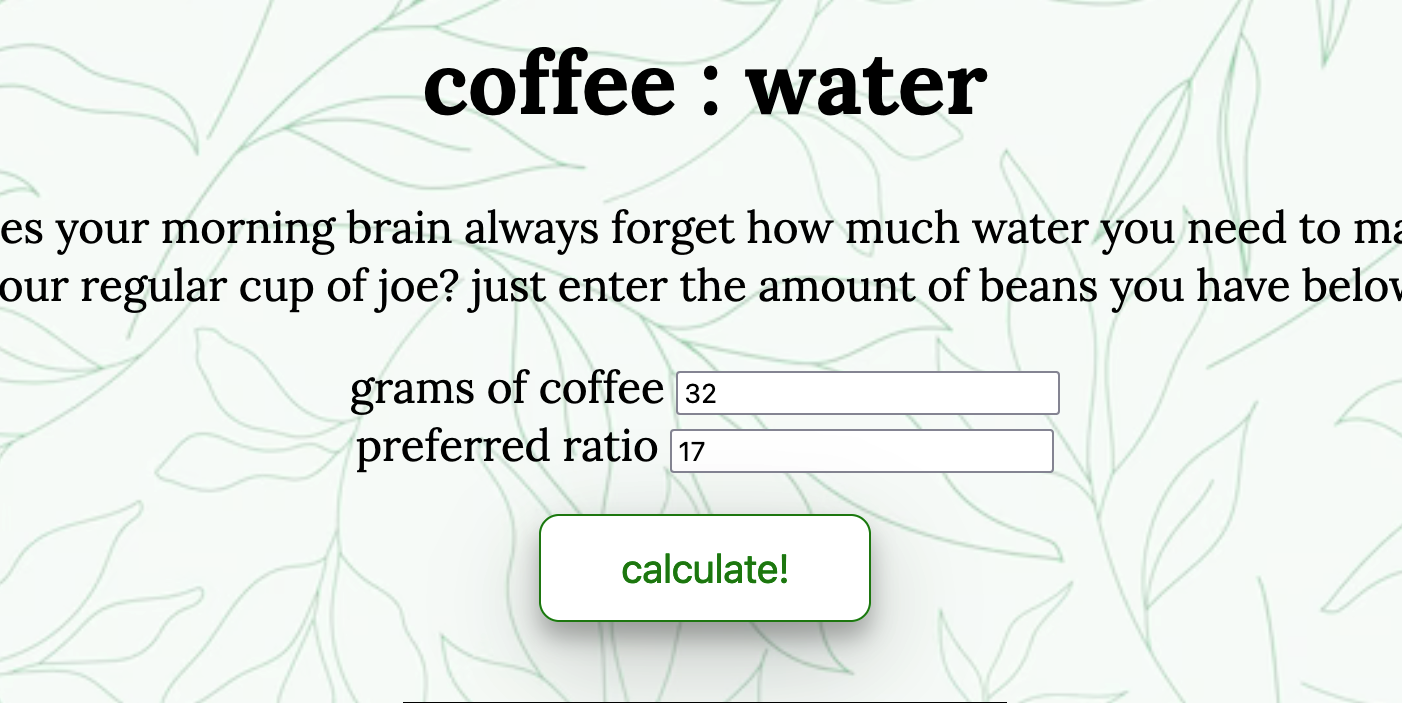 coffee : water
es your morning brain always forget how much water you need to ma
our regular cup of joe? just enter the amount of beans you have below
grams of coffee 32
preferred ratio 17
calculate!